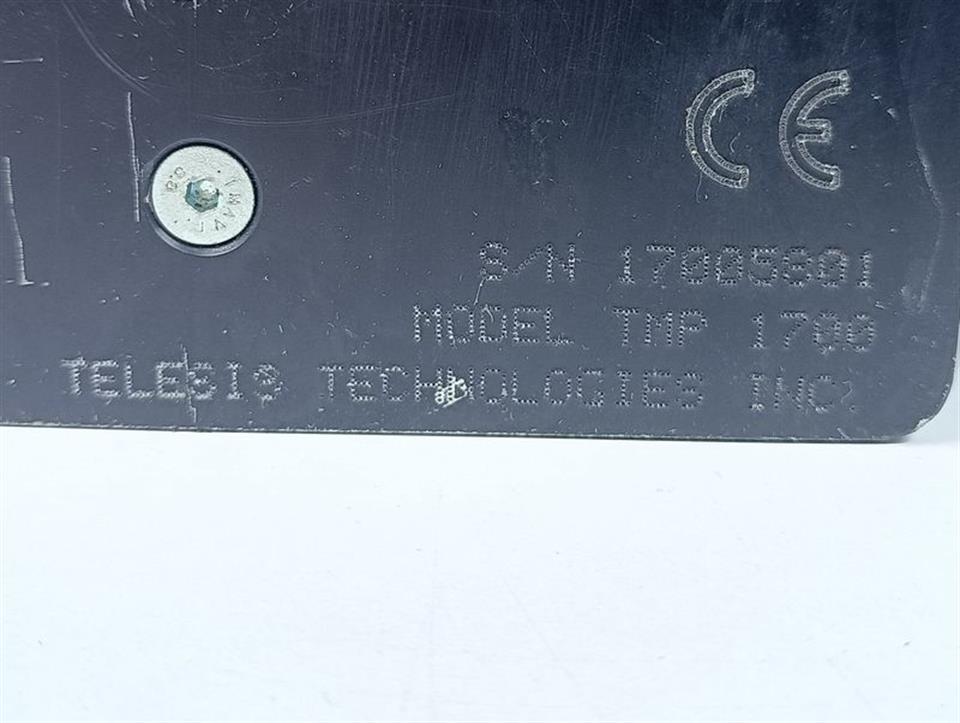 CE
S/N 17005801
MODEL TMP 1700
TELESIS TECHNOLOGIES INC.